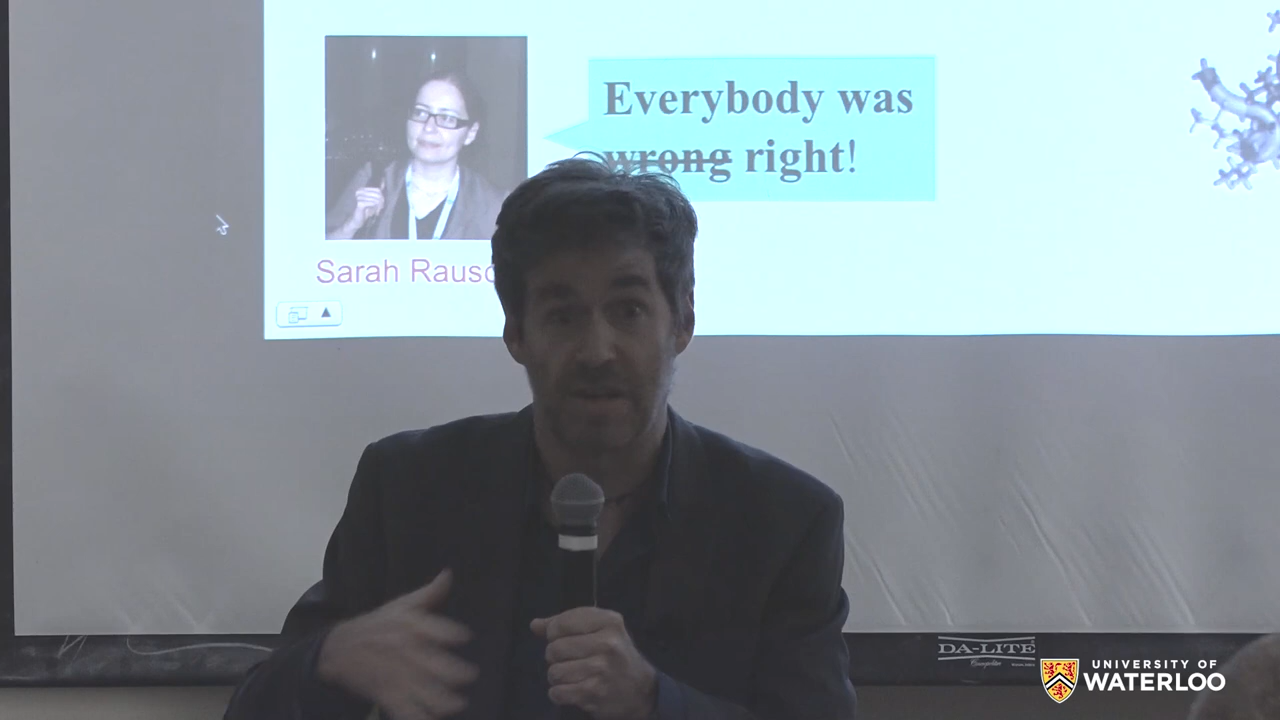 Everybody was
wrong right!
Sarah Rausc
DA-LITE
UNIVERSITY OF
WATERLOO